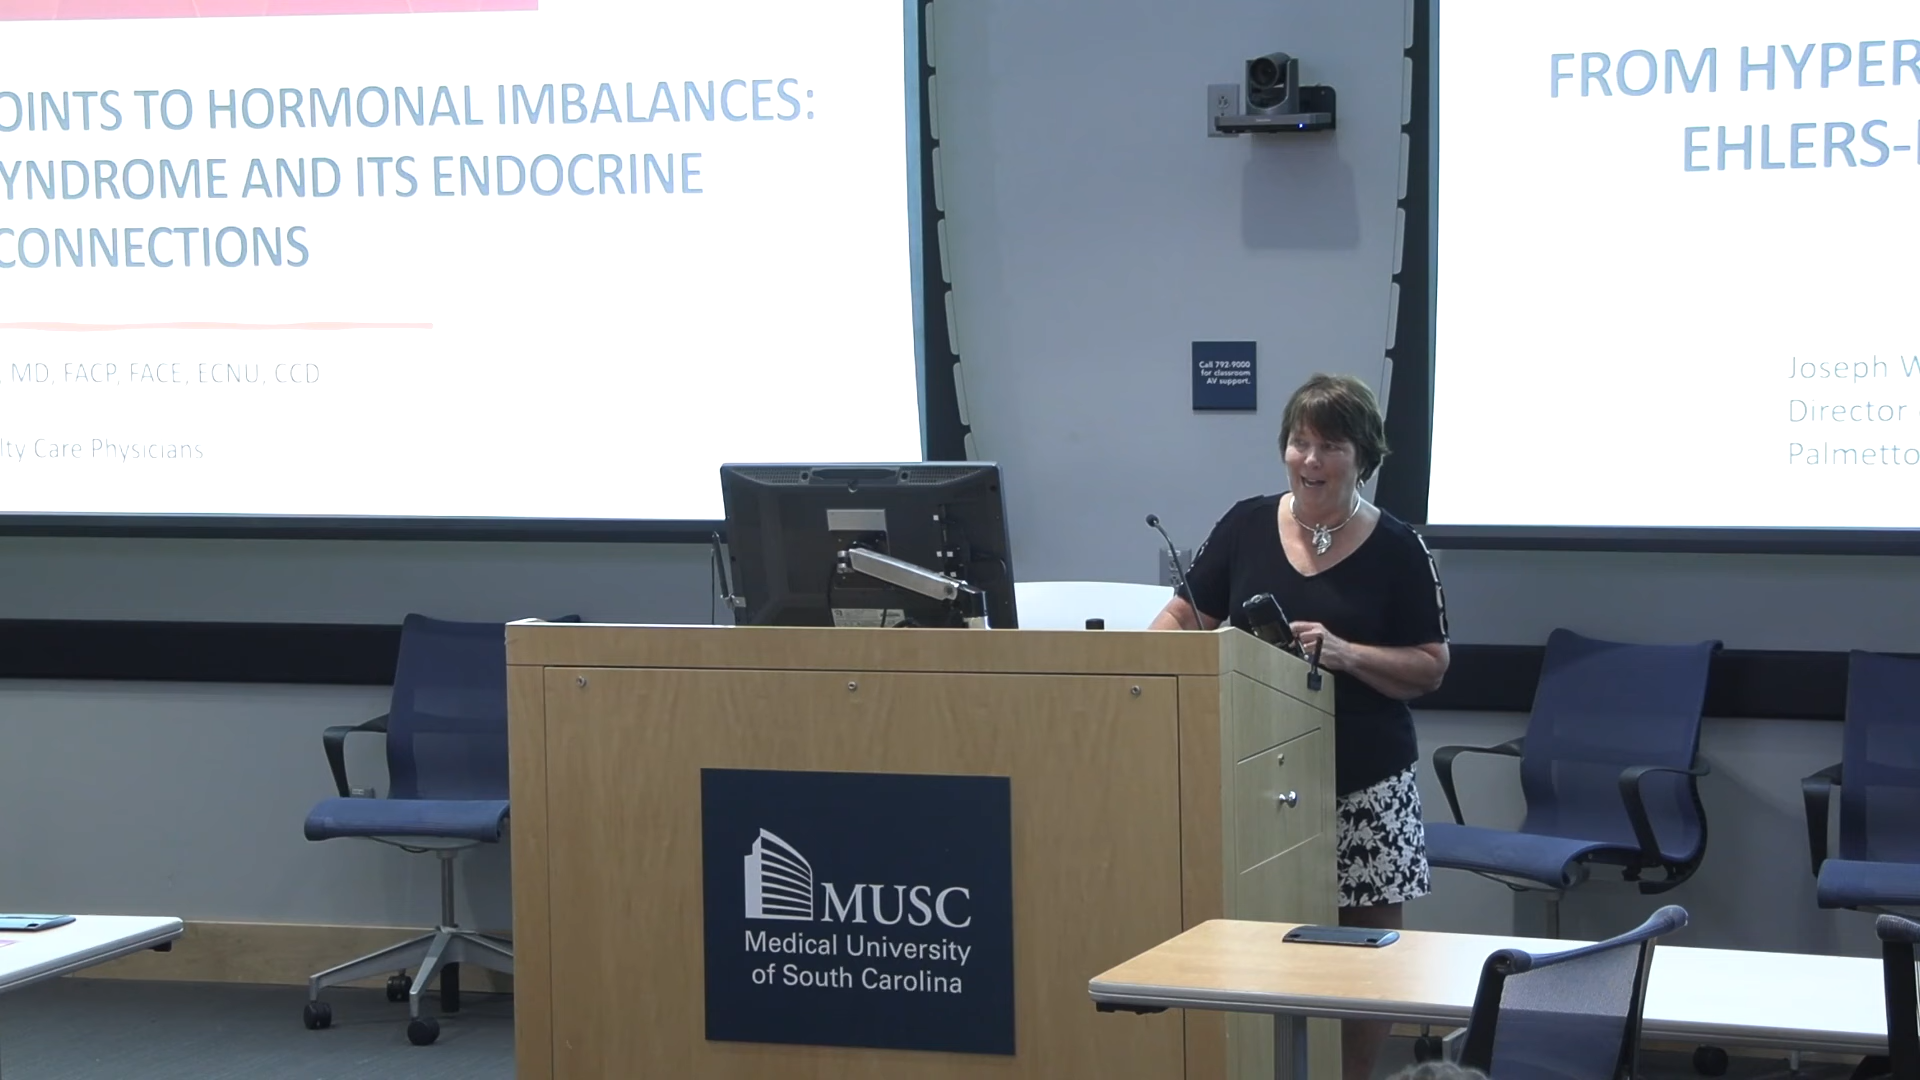 OINTS TO HORMONAL IMBALANCES:
YNDROME AND ITS ENDOCRINE
CONNECTIONS
, MD, FACP, FACE, ECNU, CCD
lty Care Physicians
Call 792-9000
for classroom
AV support.
FROM HYPER
EHLERS-
Joseph W
Director
Palmetto
MUSC
Medical University
of South Carolina